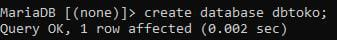 MariaDB [(none)]> create database dbtoko;
Query OK, 1 row affected (0.002 sec)